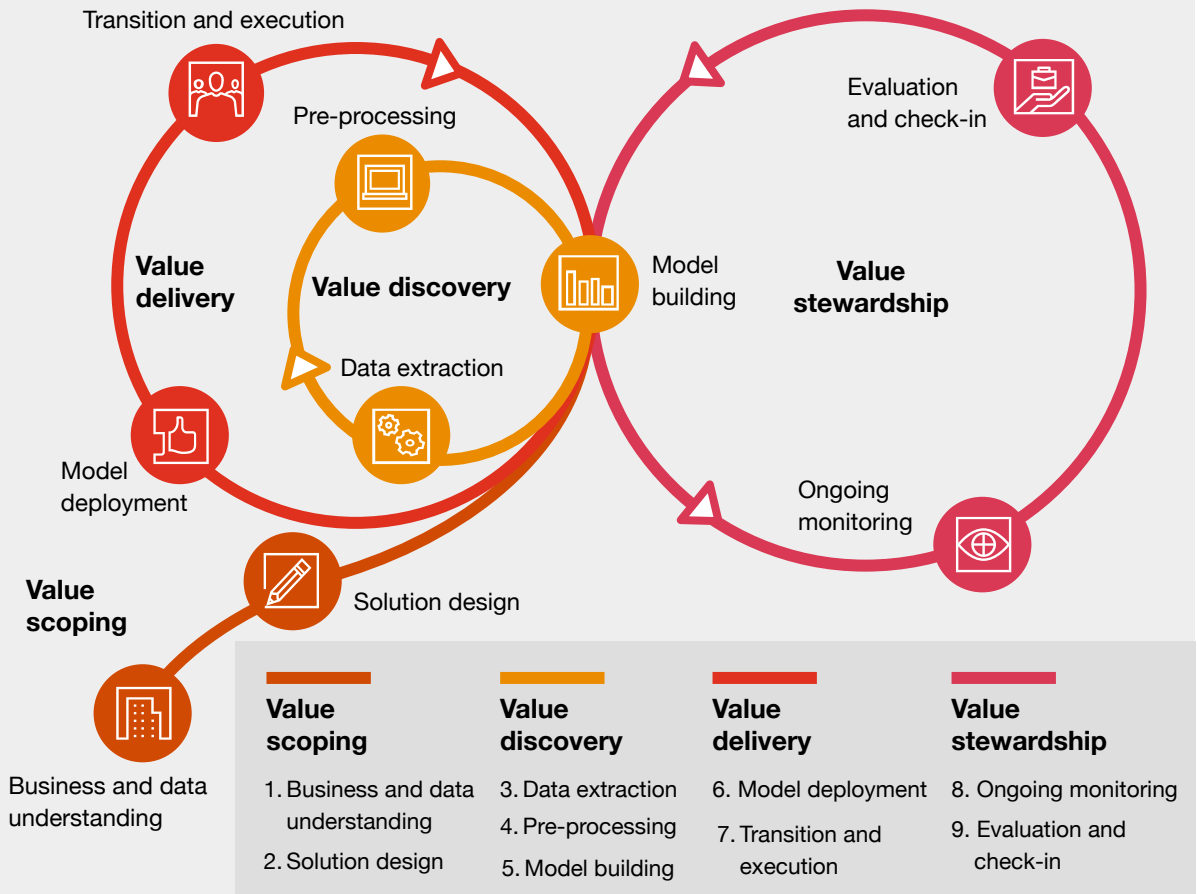 Transition and execution
Pre-processing
Evaluation
and check-in
Value
delivery
Value discovery
Model
building
Value
stewardship
Data extraction
Model
deployment
Ongoing
monitoring
Value
scoping
Solution design
Business and data
understanding
Value
scoping
1. Business and data
understanding
2. Solution design
Value
discovery
3. Data extraction
4. Pre-processing
5. Model building
Value
delivery
6. Model deployment
7. Transition and
execution
Value
stewardship
8. Ongoing monitoring
9. Evaluation and
check-in